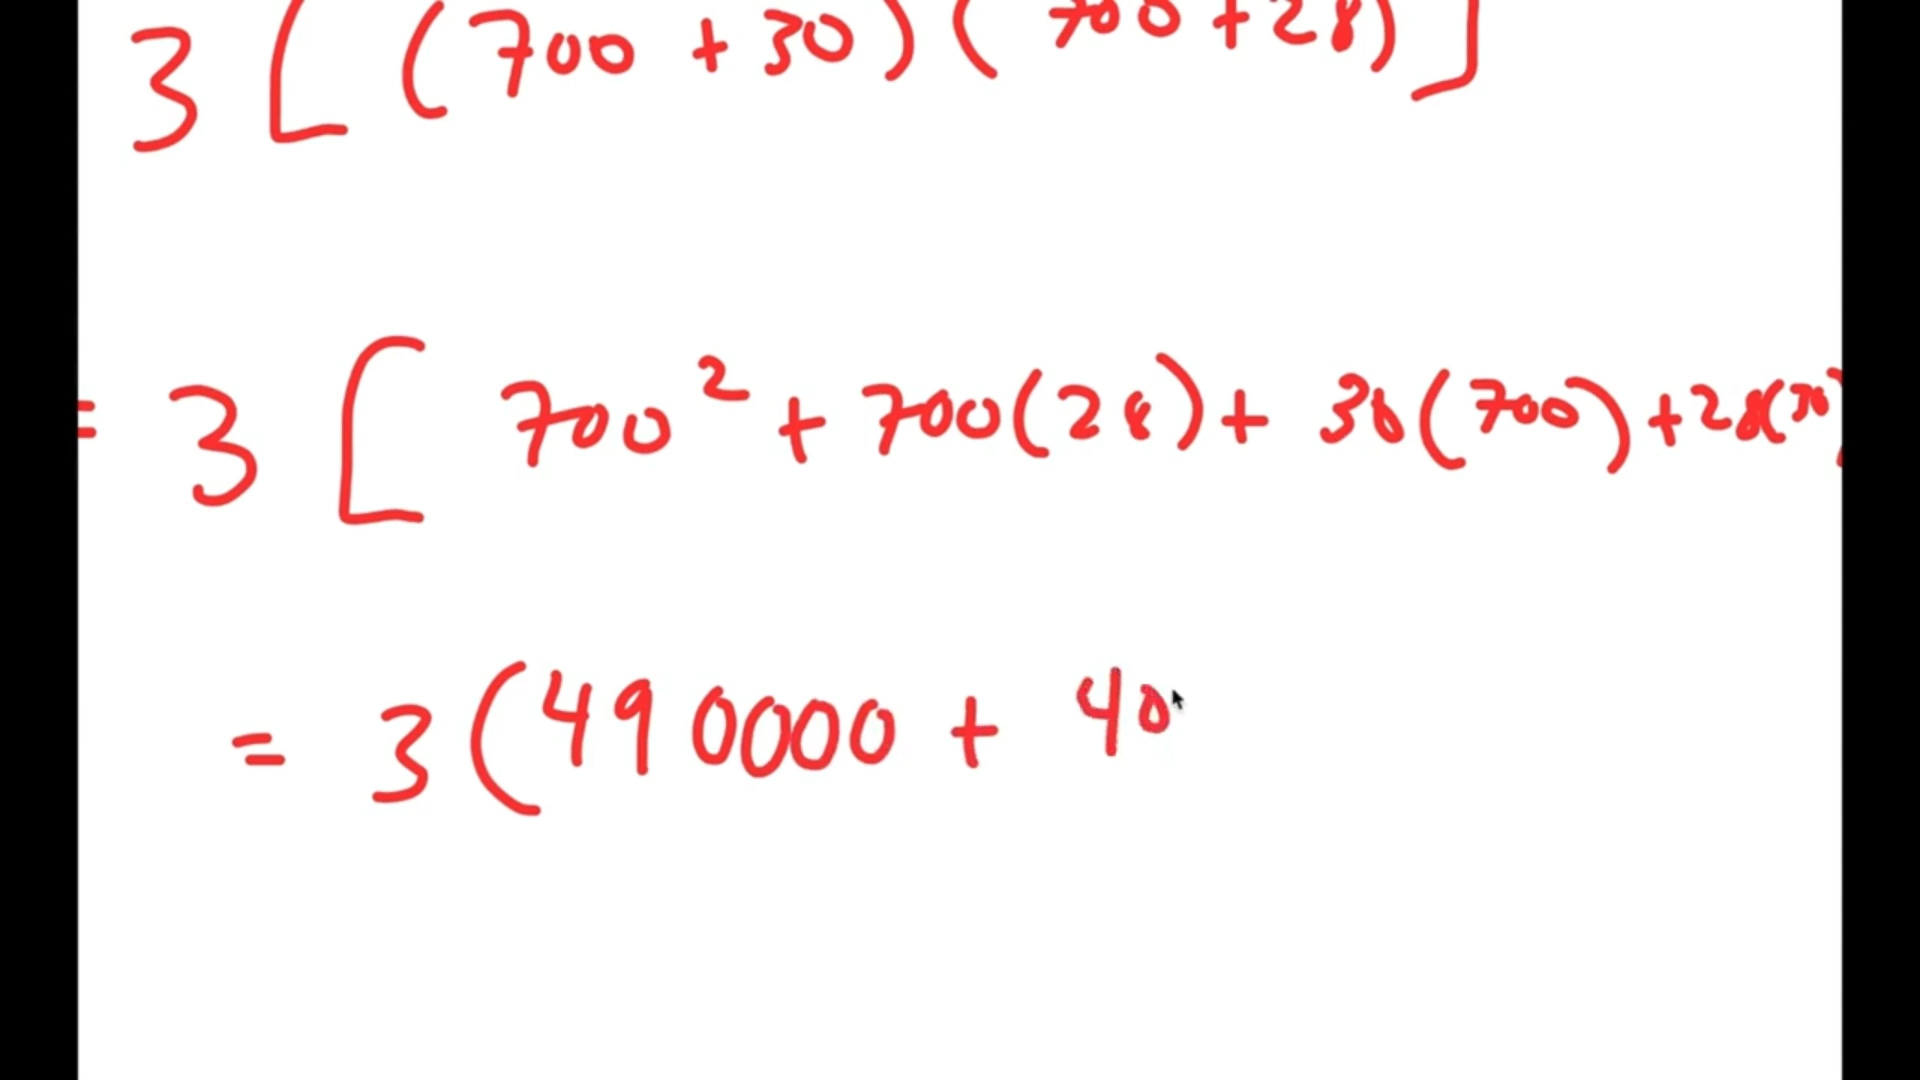 3 [ (700 + 30) ( 700 + 28) ]
= 3 [ 700² + 700(28) + 30(700) + 28(30)
= 3 (490000 + 40